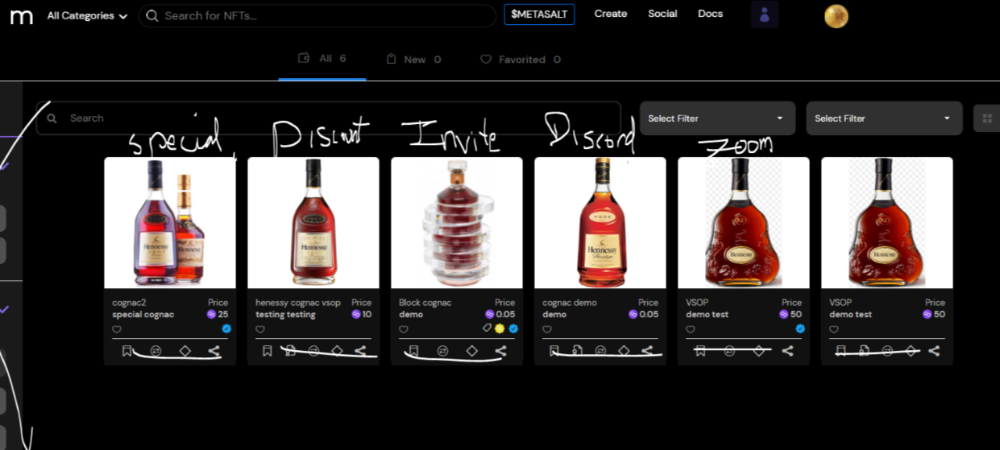 m All Categories Search for NFTs... $METASALT Create Social Docs
All 6 New 0 Favorited 0
Search Select Filter Select Filter
special Discount Invite Discord Zoom
VSOP
Hennessy Hennessy Hennessy Hennessy Hennessy Hennessy
cognac2 Price henessy cognac vsop Price Block cognac Price cognac demo Price VSOP Price VSOP Price
special cognac 25 testing testing 10 demo 0.05 demo 0.05 demo test 50 demo test 50